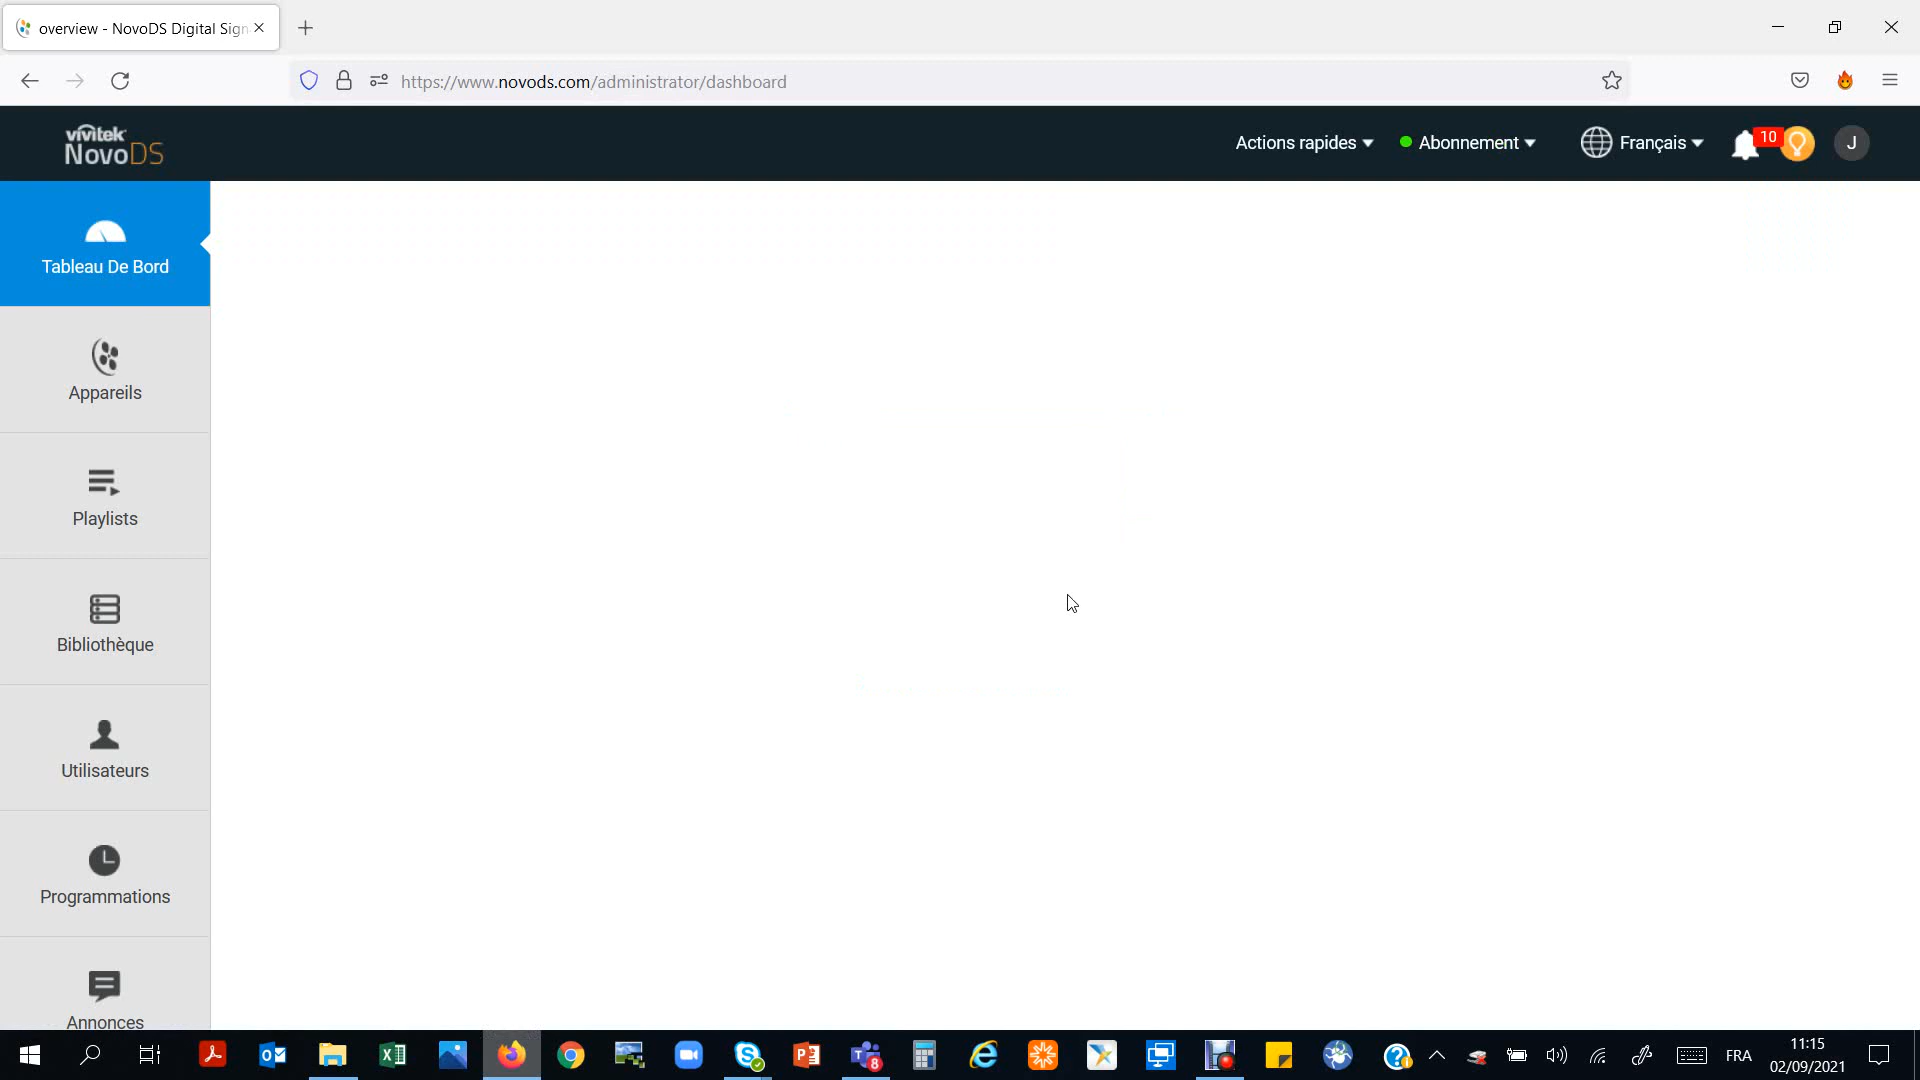 overview - NovoDS Digital Sign
https://www.novods.com/administrator/dashboard
vivitek
NovoDS
Actions rapides
Abonnement
Français
10
J
Tableau De Bord
Appareils
Playlists
Bibliothèque
Utilisateurs
Programmations
Annonces
8
FRA
11:15
02/09/2021